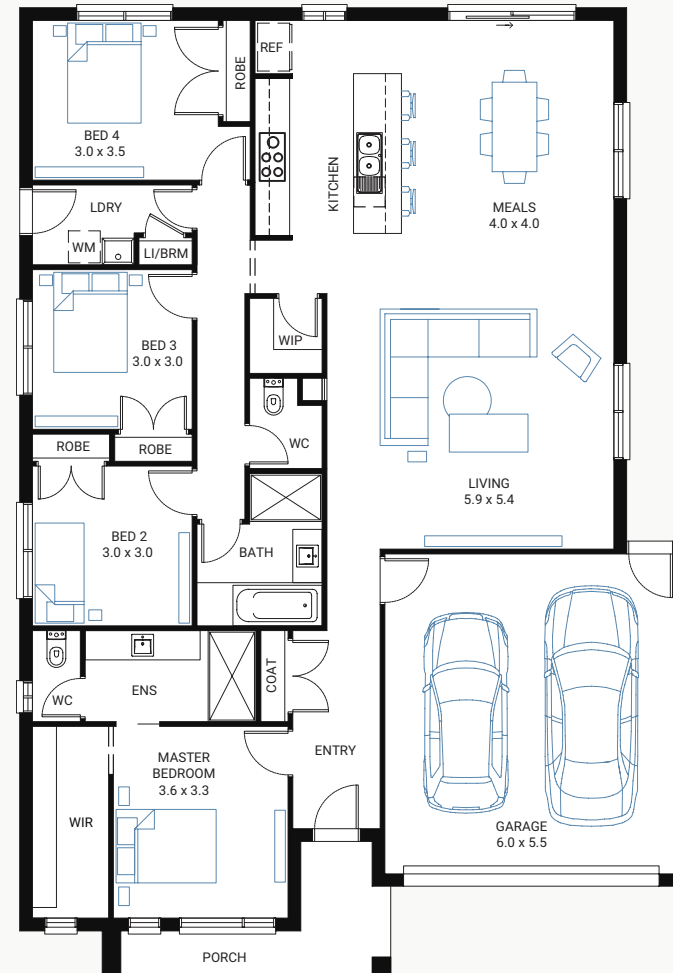 REF
ROBE
BED 4
3.0 x 3.5
KITCHEN
LDRY
MEALS
4.0 x 4.0
WM
LI/BRM
WIP
BED 3
3.0 x 3.0
WC
ROBE
ROBE
LIVING
5.9 x 5.4
BED 2
3.0 x 3.0
BATH
COAT
ENS
WC
ENTRY
MASTER
BEDROOM
3.6 x 3.3
WIR
GARAGE
6.0 x 5.5
PORCH